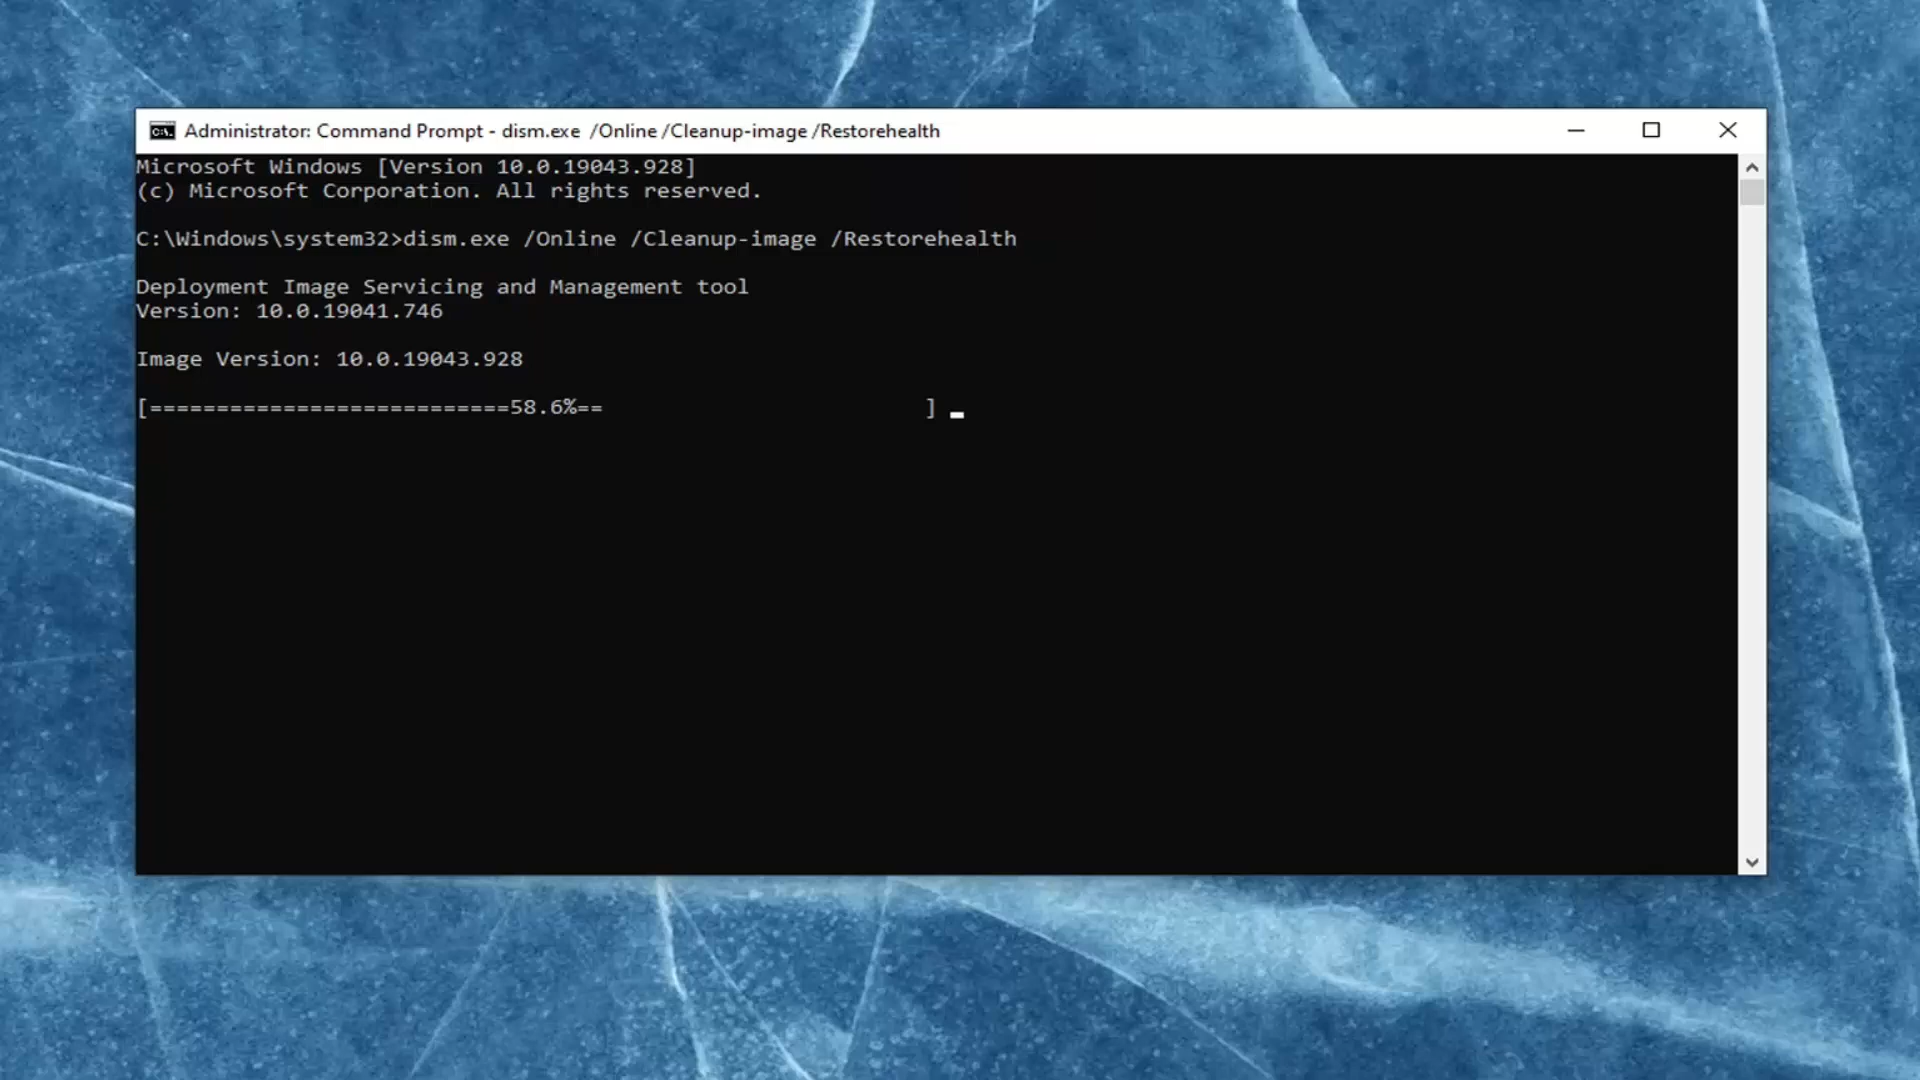 Administrator: Command Prompt - dism.exe /Online /Cleanup-image /Restorehealth
Microsoft Windows [Version 10.0.19043.928]
(c) Microsoft Corporation. All rights reserved.
C:\Windows\system32>dism.exe /Online /Cleanup-image /Restorehealth
Deployment Image Servicing and Management tool
Version: 10.0.19041.746
Image Version: 10.0.19043.928
[===========================58.6%==                        ]